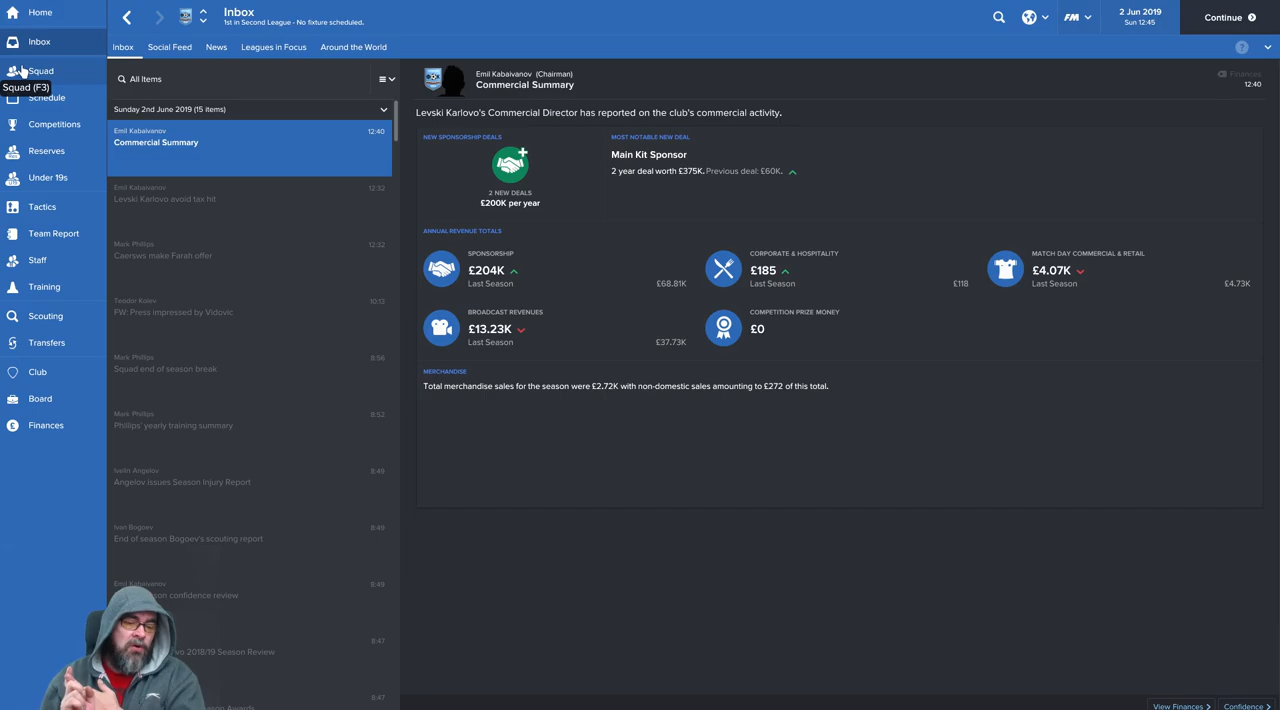 Home
Inbox
Squad
Squad (F3)
Schedule
Competitions
Reserves
Under 19s
Tactics
Team Report
Staff
Training
Scouting
Transfers
Club
Board
Finances
Inbox
1st in Second League - No fixture scheduled.
FM
2 Jun 2019
Sun 12:45
Continue
Inbox
Social Feed
News
Leagues in Focus
Around the World
?
All Items
Sunday 2nd June 2019 (15 items)
Emil Kabaivanov 12:40
Commercial Summary
Emil Kabaivanov 12:32
Levski Karlovo avoid tax hit
Mark Phillips 12:32
Caersws make Farah offer
Teodor Kolev 10:13
FW: Press impressed by Vidovic
Mark Phillips 8:56
Squad end of season break
Mark Phillips 8:52
Phillips' yearly training summary
Ivelin Angelov 8:49
Angelov issues Season Injury Report
Ivan Bogoev 8:49
End of season Bogoev's scouting report
Emil Kabaivanov 8:49
son confidence review
8:47
vo 2018/19 Season Review
8:47
Awards
Emil Kabaivanov (Chairman)
Commercial Summary
Finances
12:40
Levski Karlovo's Commercial Director has reported on the club's commercial activity.
NEW SPONSORSHIP DEALS
2 NEW DEALS
£200K per year
MOST NOTABLE NEW DEAL
Main Kit Sponsor
2 year deal worth £375K. Previous deal: £60K.
ANNUAL REVENUE TOTALS
SPONSORSHIP
£204K
Last Season £68.81K
CORPORATE & HOSPITALITY
£185
Last Season £118
MATCH DAY COMMERCIAL & RETAIL
£4.07K
Last Season £4.73K
BROADCAST REVENUES
£13.23K
Last Season £37.73K
COMPETITION PRIZE MONEY
£0
MERCHANDISE
Total merchandise sales for the season were £2.72K with non-domestic sales amounting to £272 of this total.
View Finances
Confidence